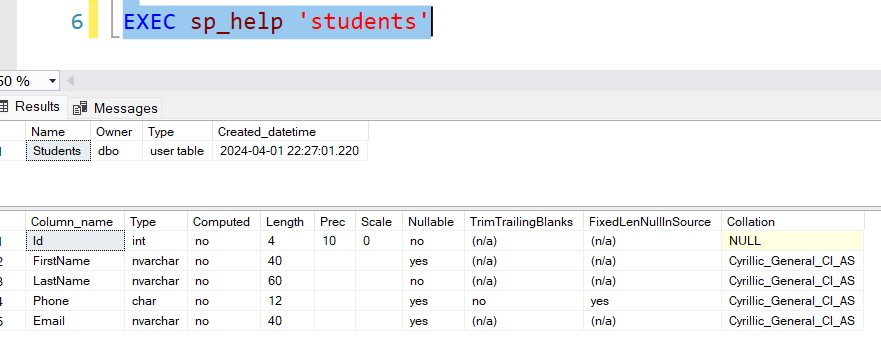 6 EXEC sp_help 'students'
50 %
Results Messages
Name Owner Type Created_datetime
1 Students dbo user table 2024-04-01 22:27:01.220
Column_name Type Computed Length Prec Scale Nullable TrimTrailingBlanks FixedLenNullInSource Collation
1 Id int no 4 10 0 no (n/a) (n/a) NULL
2 FirstName nvarchar no 40 yes (n/a) (n/a) Cyrillic_General_CI_AS
3 LastName nvarchar no 60 no (n/a) (n/a) Cyrillic_General_CI_AS
4 Phone char no 12 yes no yes Cyrillic_General_CI_AS
5 Email nvarchar no 40 yes (n/a) (n/a) Cyrillic_General_CI_AS